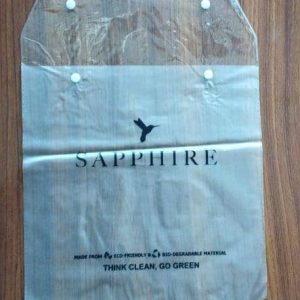 SAPPHIRE
MADE FROM ECO-FRIENDLY & BIO-DEGRADABLE MATERIAL
THINK CLEAN, GO GREEN